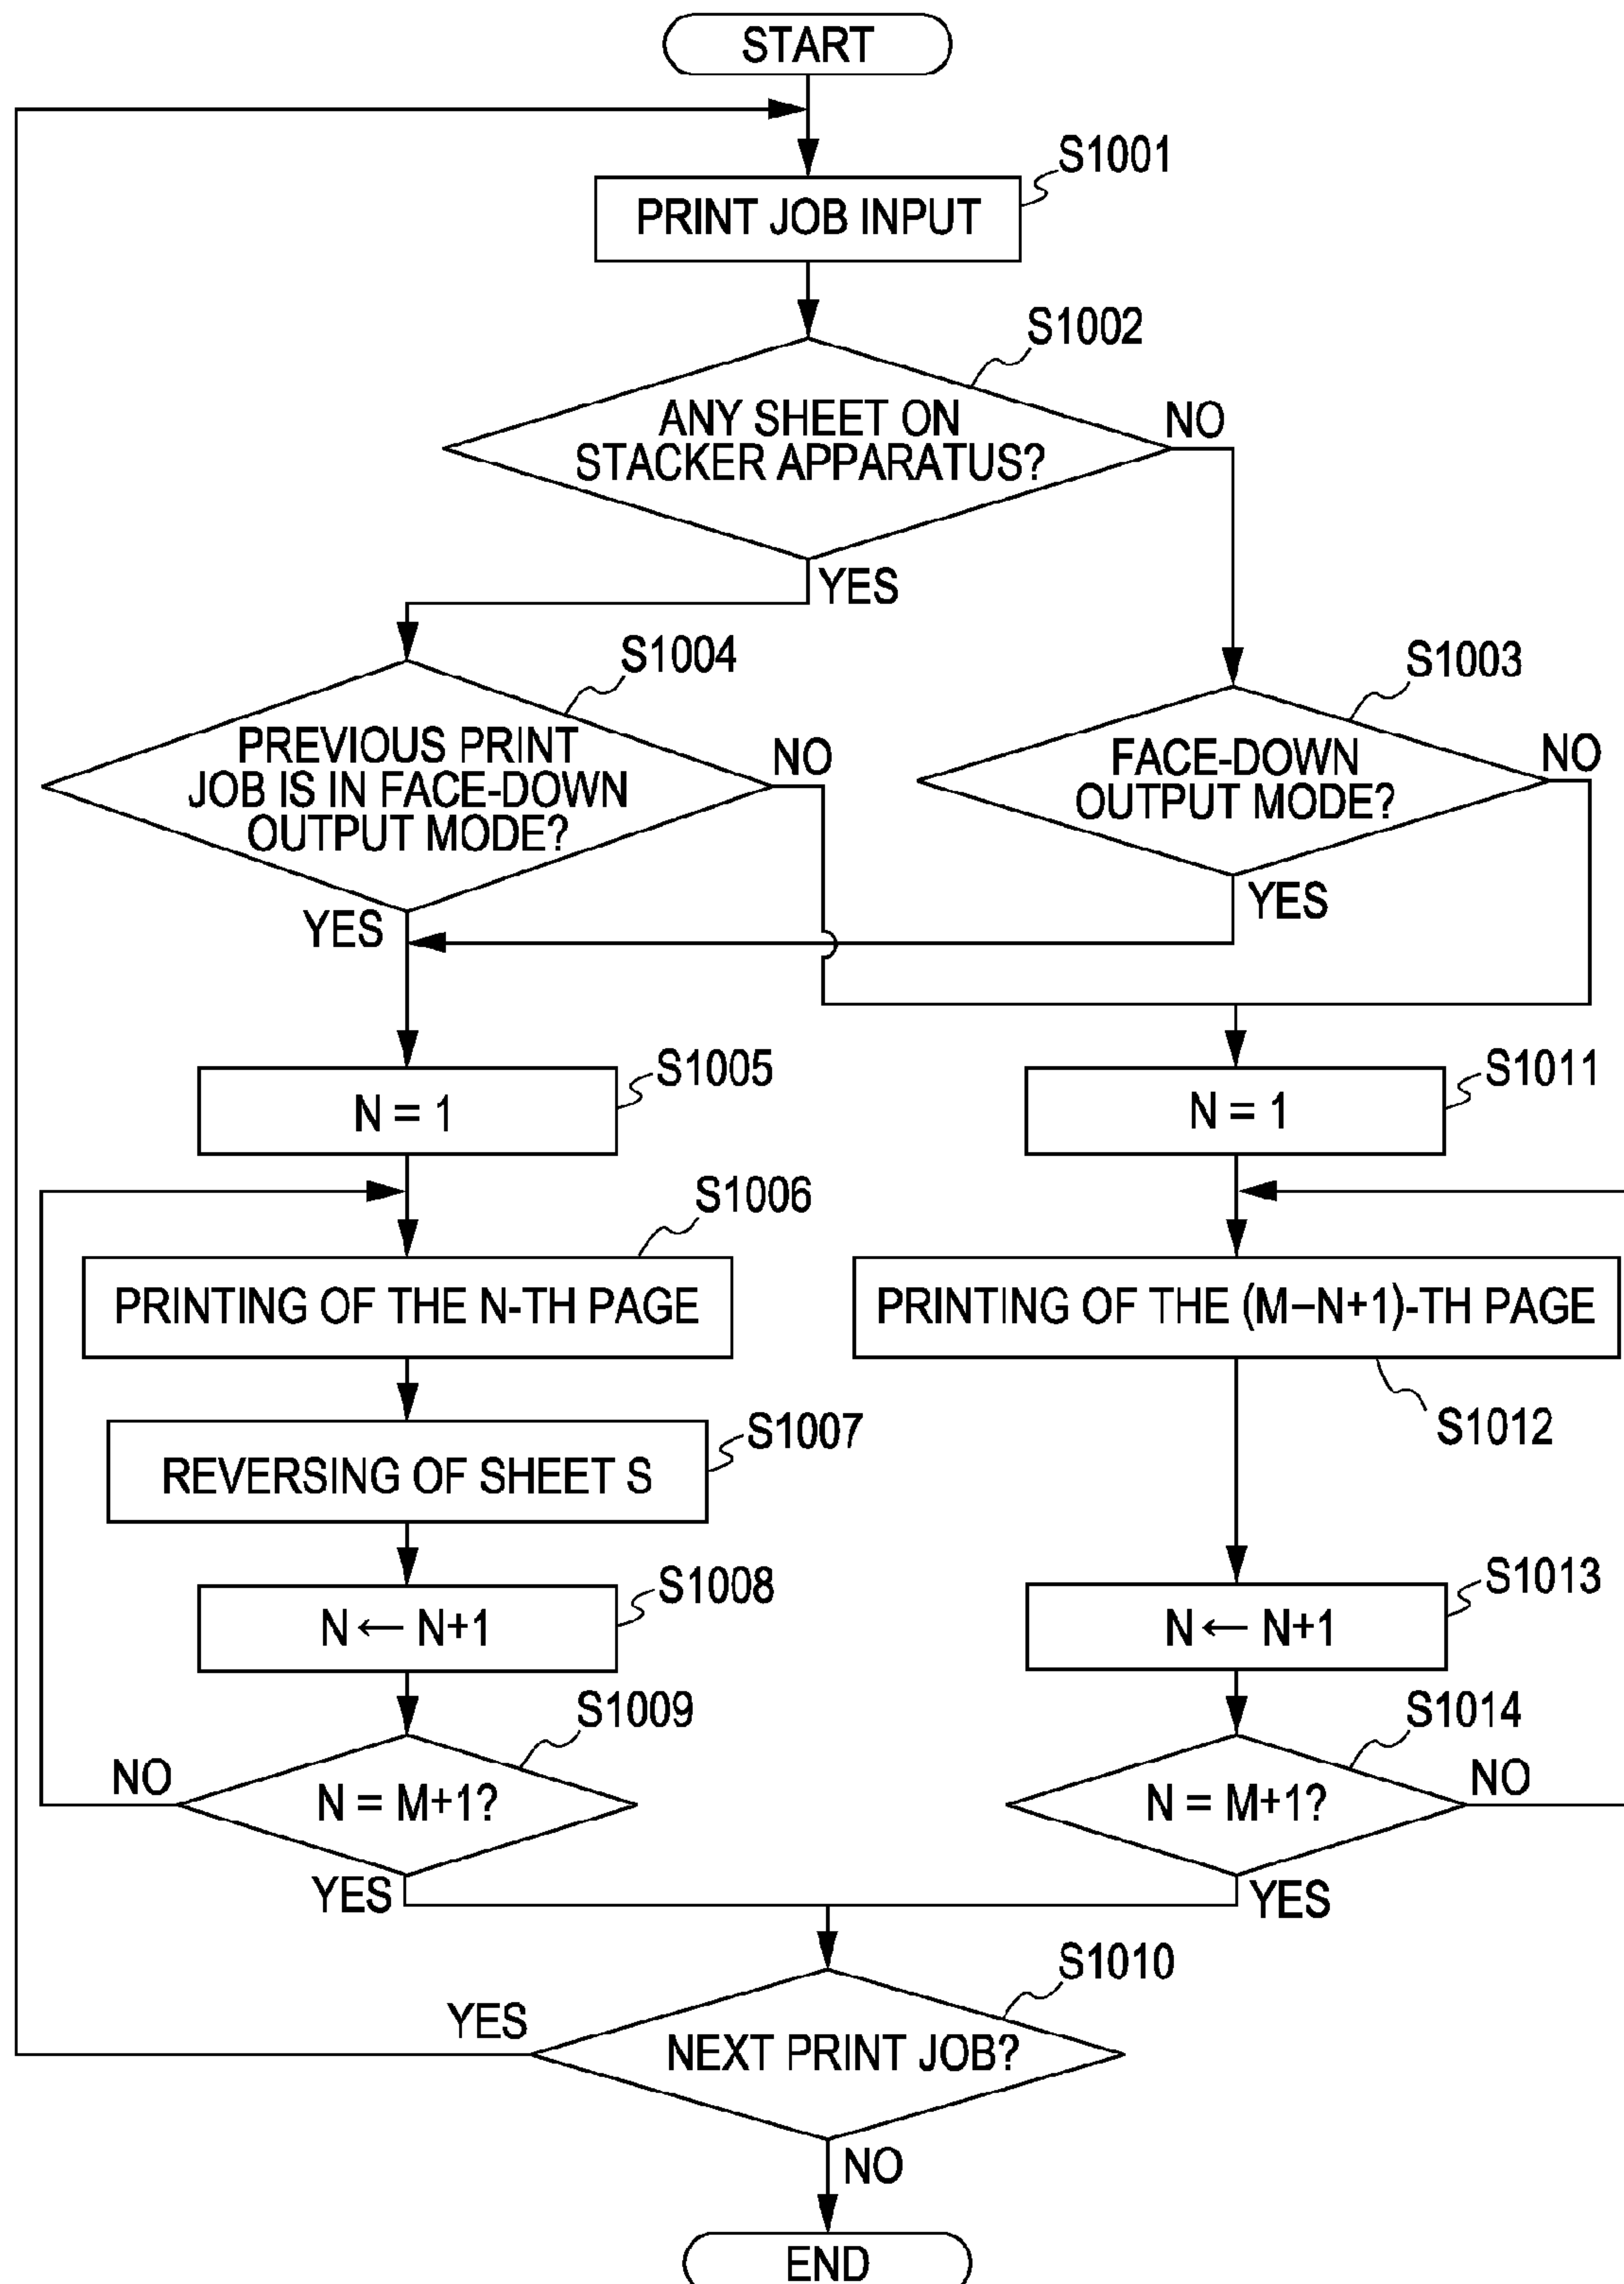 START
S1001
PRINT JOB INPUT
S1002
ANY SHEET ON
STACKER APPARATUS?
NO
YES
S1004
PREVIOUS PRINT
JOB IS IN FACE-DOWN
OUTPUT MODE?
NO
YES
S1003
FACE-DOWN
OUTPUT MODE?
NO
YES
S1005
N = 1
S1011
N = 1
S1006
PRINTING OF THE N-TH PAGE
PRINTING OF THE (M–N+1)-TH PAGE
S1012
S1007
REVERSING OF SHEET S
S1008
N ← N+1
S1013
N ← N+1
S1009
N = M+1?
NO
YES
S1014
N = M+1?
NO
YES
S1010
NEXT PRINT JOB?
YES
NO
END